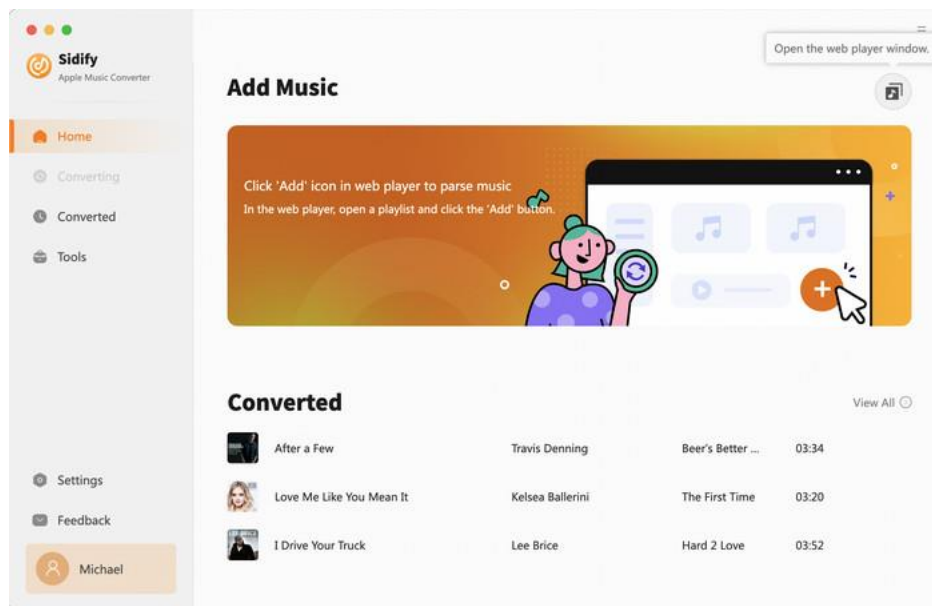 Sidify
Apple Music Converter
Open the web player window.
Add Music
Home
Converting
Converted
Tools
Click 'Add' icon in web player to parse music
In the web player, open a playlist and click the 'Add' button.
Converted
View All
After a Few Travis Denning Beer's Better ... 03:34
Love Me Like You Mean It Kelsea Ballerini The First Time 03:20
I Drive Your Truck Lee Brice Hard 2 Love 03:52
Settings
Feedback
Michael